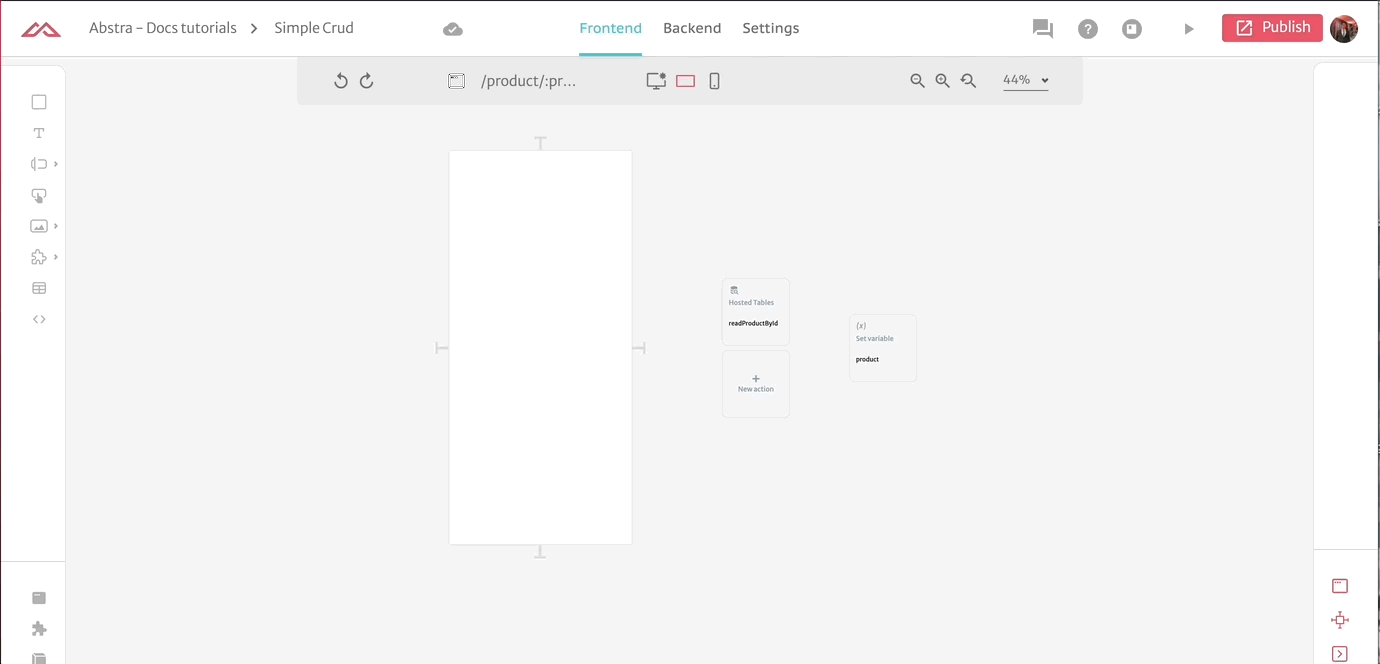 Abstra – Docs tutorials > Simple Crud
Frontend Backend Settings
Publish
/product/:pr...
44%
Hosted Tables
readProductById
New action
(x)
Set variable
product